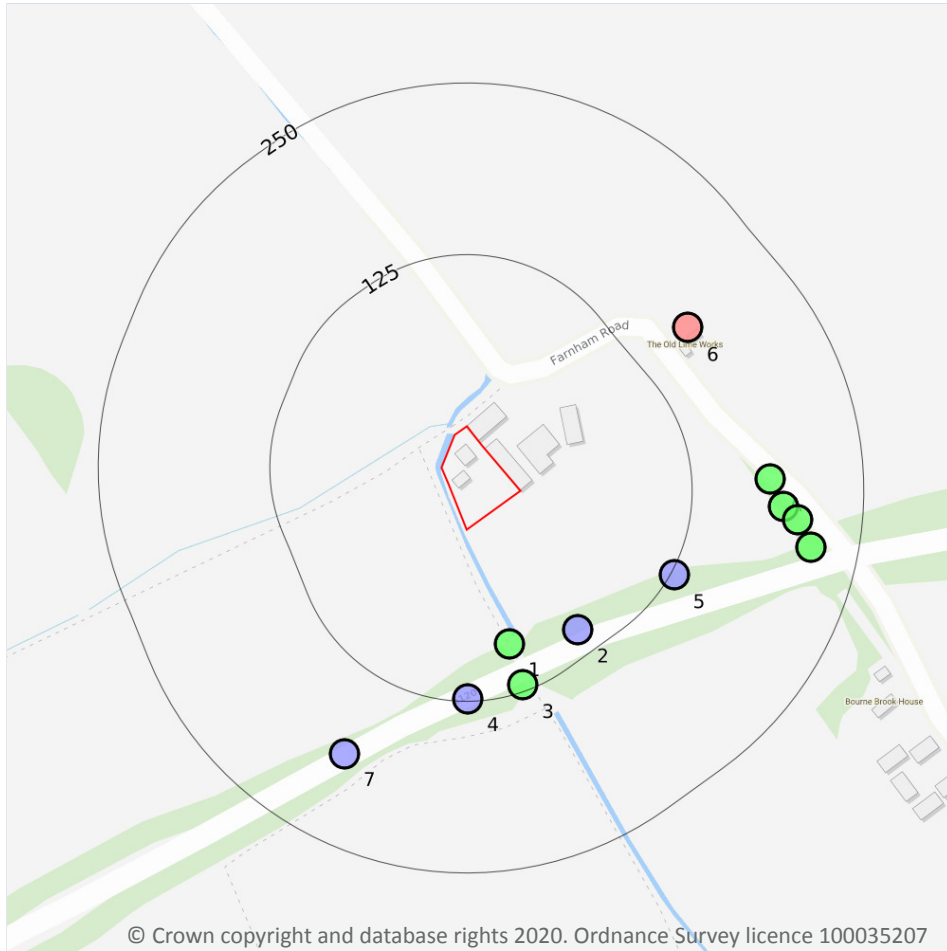 250
125
Farnham Road
The Old Lime Works
6
5
2
1
3
4
7
Bourne Brook House
© Crown copyright and database rights 2020. Ordnance Survey licence 100035207